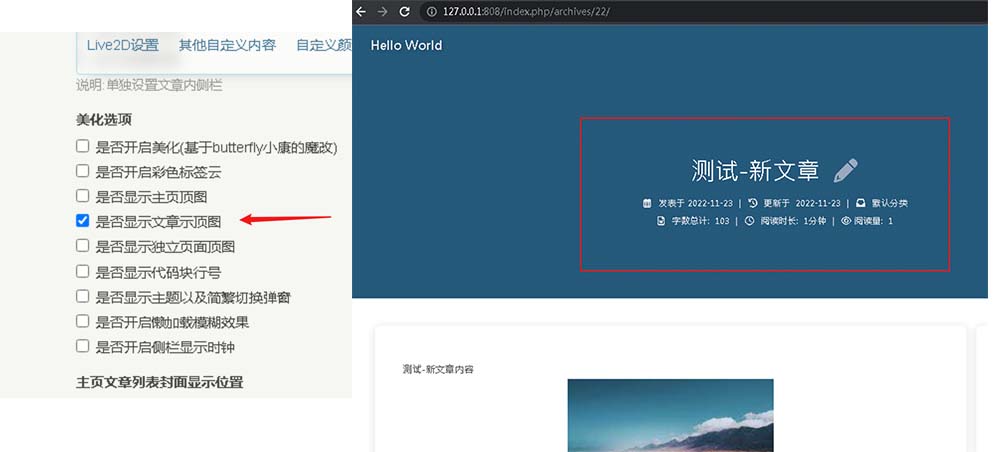 Live2D设置 其他自定义内容 自定义颜
说明: 单独设置文章内侧栏
美化选项
是否开启美化(基于butterfly小康的魔改)
是否开启彩色标签云
是否显示主页顶图
是否显示文章示顶图
是否显示独立页面顶图
是否显示代码块行号
是否显示主题以及简繁切换弹窗
是否开启懒加载模糊效果
是否开启侧栏显示时钟
主页文章列表封面显示位置
127.0.0.1:808/index.php/archives/22/
Hello World
测试-新文章
发表于 2022-11-23 | 更新于 2022-11-23 | 默认分类
字数总计: 103 | 阅读时长: 1分钟 | 阅读量: 1
测试-新文章内容